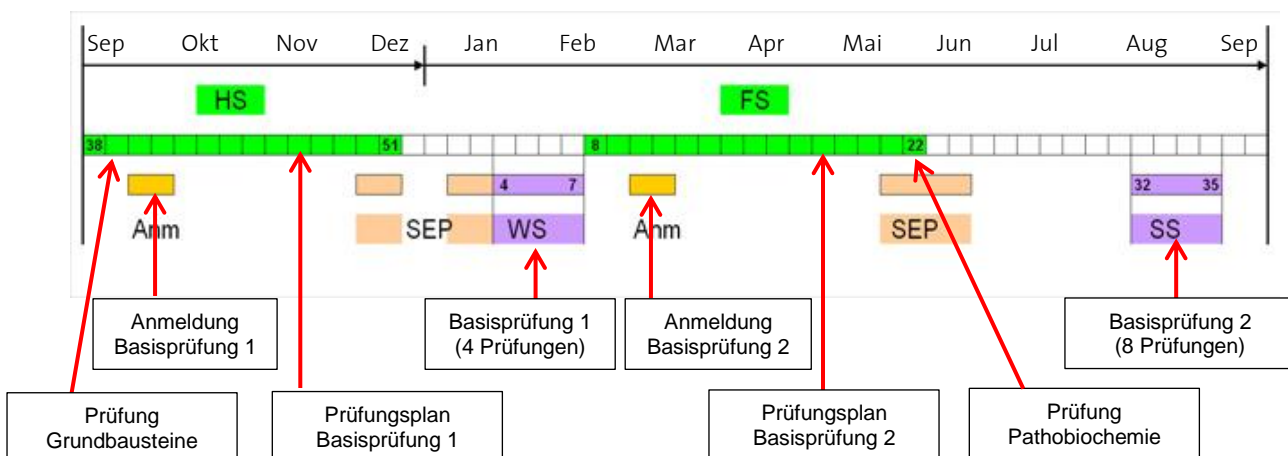 Sep Okt Nov Dez Jan Feb Mar Apr Mai Jun Jul Aug Sep
HS FS
38 51 8 22
4 7 32 35
Anm SEP WS Anm SEP SS
Anmeldung
Basisprüfung 1
Basisprüfung 1
(4 Prüfungen)
Anmeldung
Basisprüfung 2
Basisprüfung 2
(8 Prüfungen)
Prüfung
Grundbausteine
Prüfungsplan
Basisprüfung 1
Prüfungsplan
Basisprüfung 2
Prüfung
Pathobiochemie